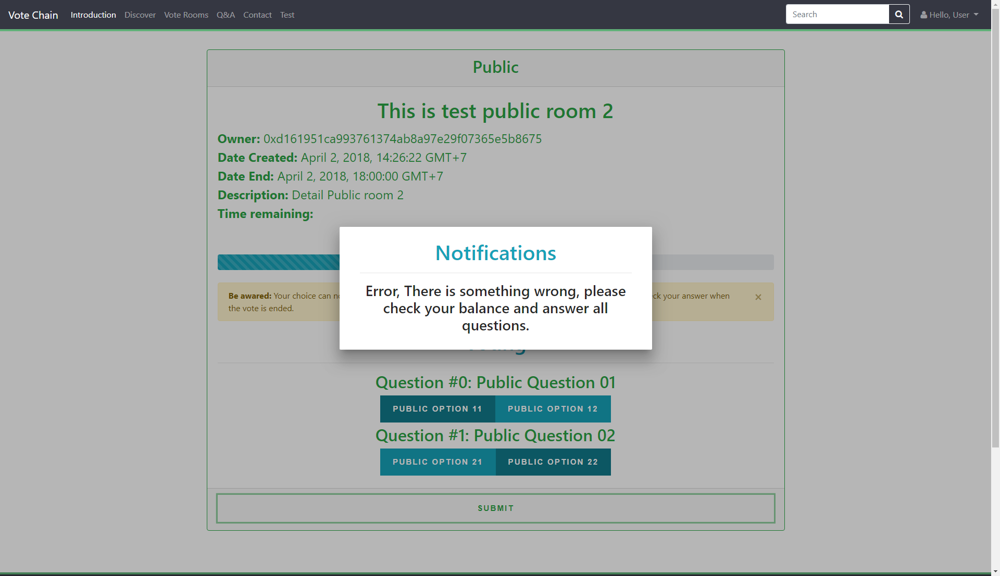 Vote Chain Introduction Discover Vote Rooms Q&A Contact Test Search Hello, User
Public
This is test public room 2
Owner: 0xd161951ca993761374ab8a97e29f07365e5b8675
Date Created: April 2, 2018, 14:26:22 GMT+7
Date End: April 2, 2018, 18:00:00 GMT+7
Description: Detail Public room 2
Time remaining:
Notifications
Error, There is something wrong, please
check your balance and answer all
questions.
Be awared: Your choice can your answer when
the vote is ended.
Question #0: Public Question 01
PUBLIC OPTION 11 PUBLIC OPTION 12
Question #1: Public Question 02
PUBLIC OPTION 21 PUBLIC OPTION 22
SUBMIT